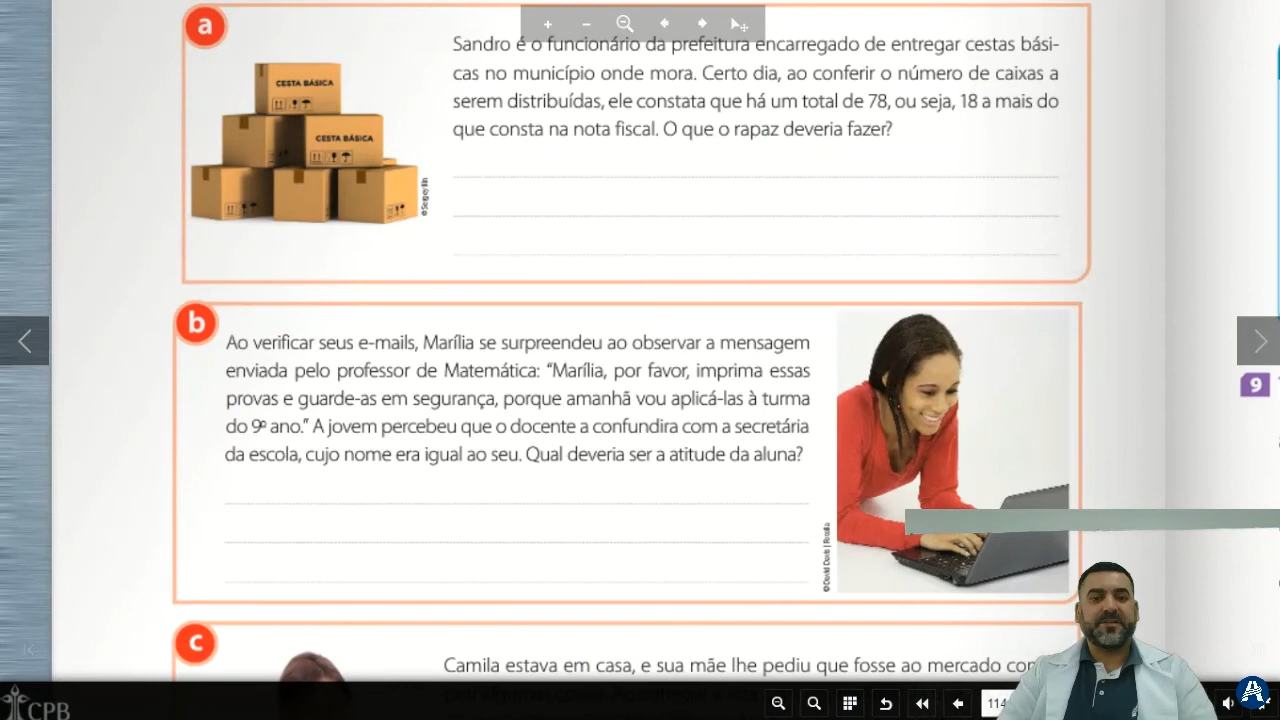 a
CESTA BÁSICA
CESTA BÁSICA
Sandro é o funcionário da prefeitura encarregado de entregar cestas bási-
cas no município onde mora. Certo dia, ao conferir o número de caixas a
serem distribuídas, ele constata que há um total de 78, ou seja, 18 a mais do
que consta na nota fiscal. O que o rapaz deveria fazer?
b
Ao verificar seus e-mails, Marília se surpreendeu ao observar a mensagem
enviada pelo professor de Matemática: “Marília, por favor, imprima essas
provas e guarde-as em segurança, porque amanhã vou aplicá-las à turma
do 9º ano.” A jovem percebeu que o docente a confundira com a secretária
da escola, cujo nome era igual ao seu. Qual deveria ser a atitude da aluna?
9
c
Camila estava em casa, e sua mãe lhe pediu que fosse ao mercado com
CPB
114